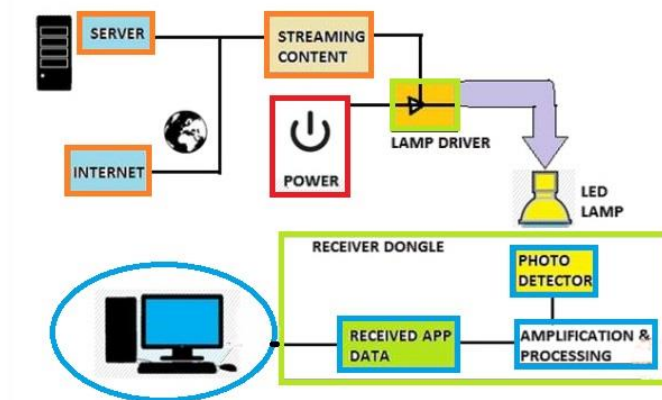 SERVER
STREAMING
CONTENT
LAMP DRIVER
POWER
INTERNET
LED
LAMP
RECEIVER DONGLE
PHOTO
DETECTOR
RECEIVED APP
DATA
AMPLIFICATION &
PROCESSING